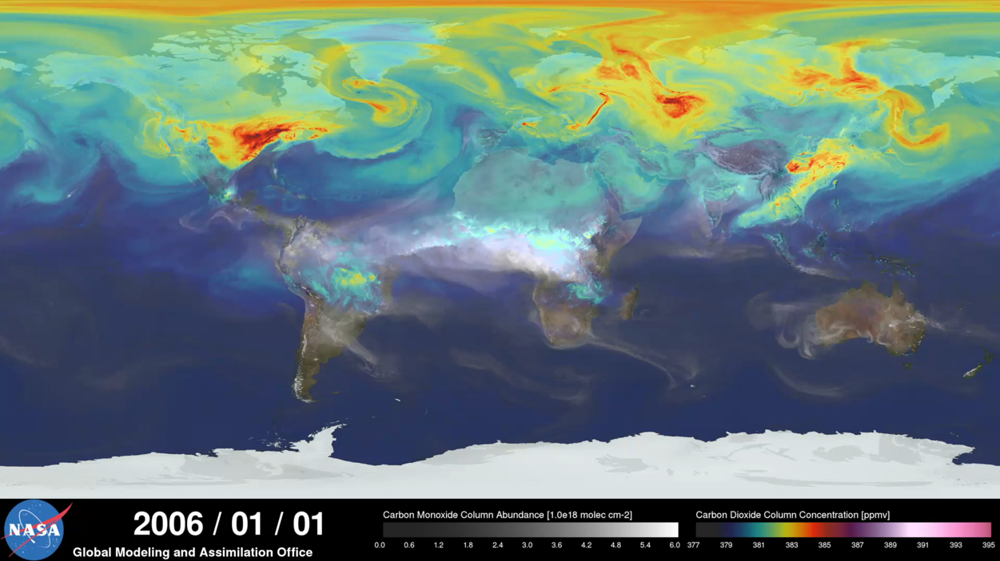 NASA
2006 / 01 / 01
Global Modeling and Assimilation Office
Carbon Monoxide Column Abundance [1.0e18 molec cm-2]
0.0 0.6 1.2 1.8 2.4 3.0 3.6 4.2 4.8 5.4 6.0
Carbon Dioxide Column Concentration [ppmv]
377 379 381 383 385 387 389 391 393 395